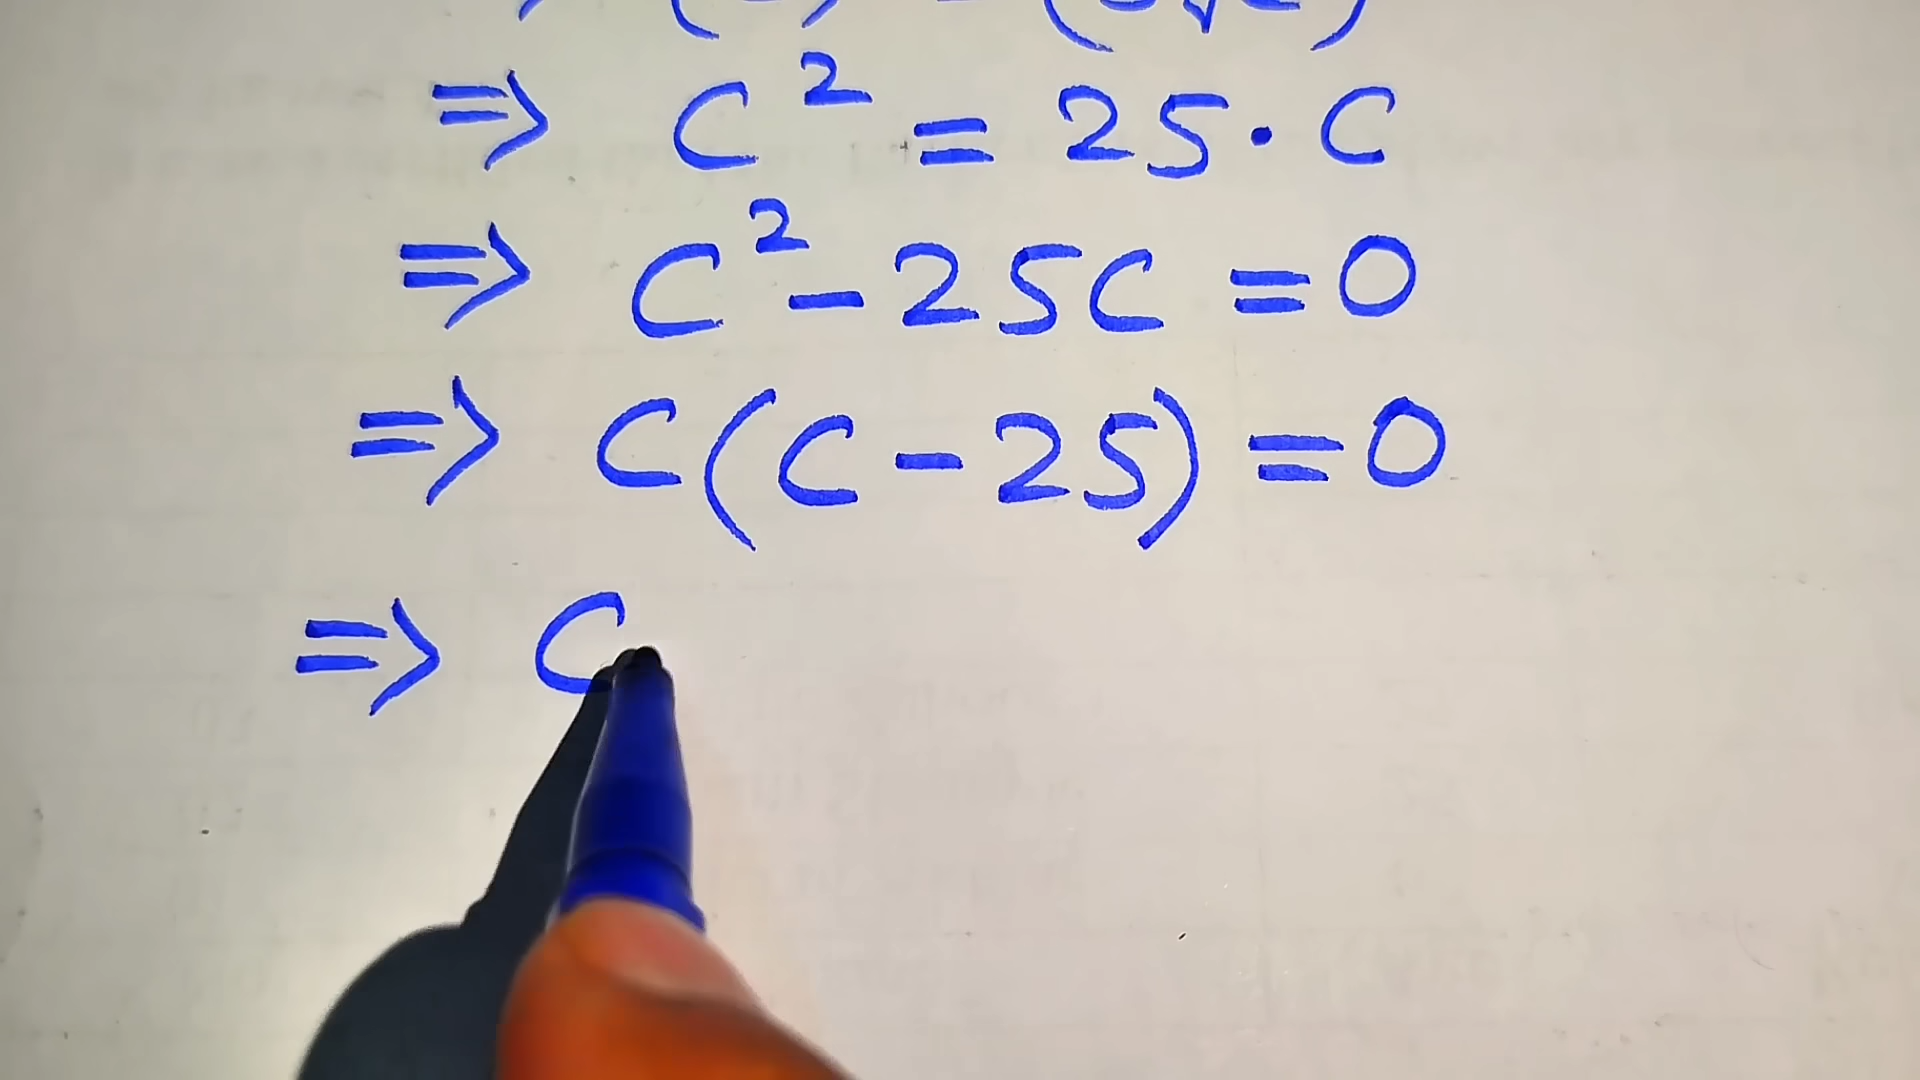 ⇒ C² = 25·C
⇒ C² - 25C = 0
⇒ C(C - 25) = 0
⇒ C